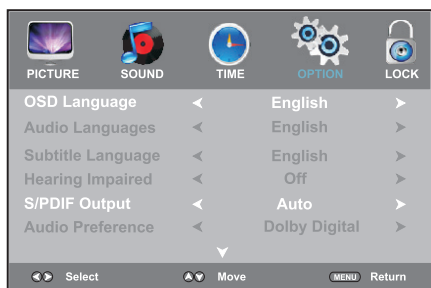 PICTURE SOUND TIME OPTION LOCK
OSD Language English
Audio Languages English
Subtitle Language English
Hearing Impaired Off
S/PDIF Output Auto
Audio Preference Dolby Digital
Select Move MENU Return